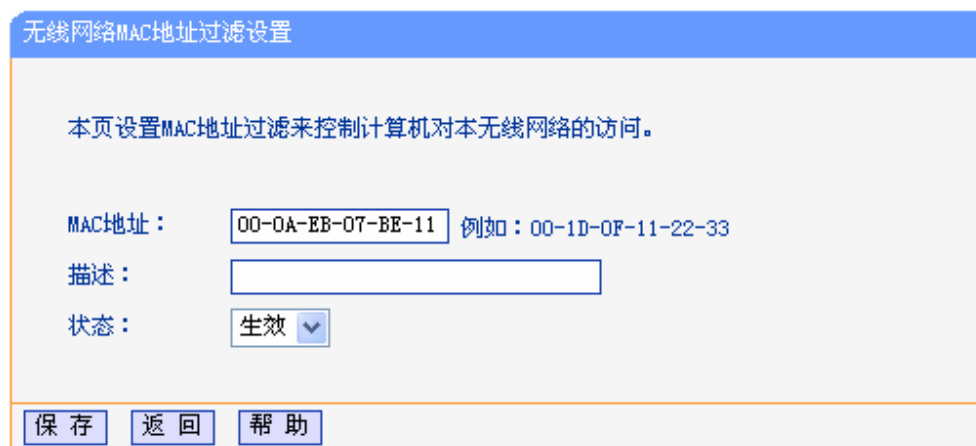 无线网络MAC地址过滤设置
本页设置MAC地址过滤来控制计算机对本无线网络的访问。
MAC地址： 00-0A-EB-07-BE-11 例如：00-1D-0F-11-22-33
描述：
状态： 生效
保 存 返 回 帮 助